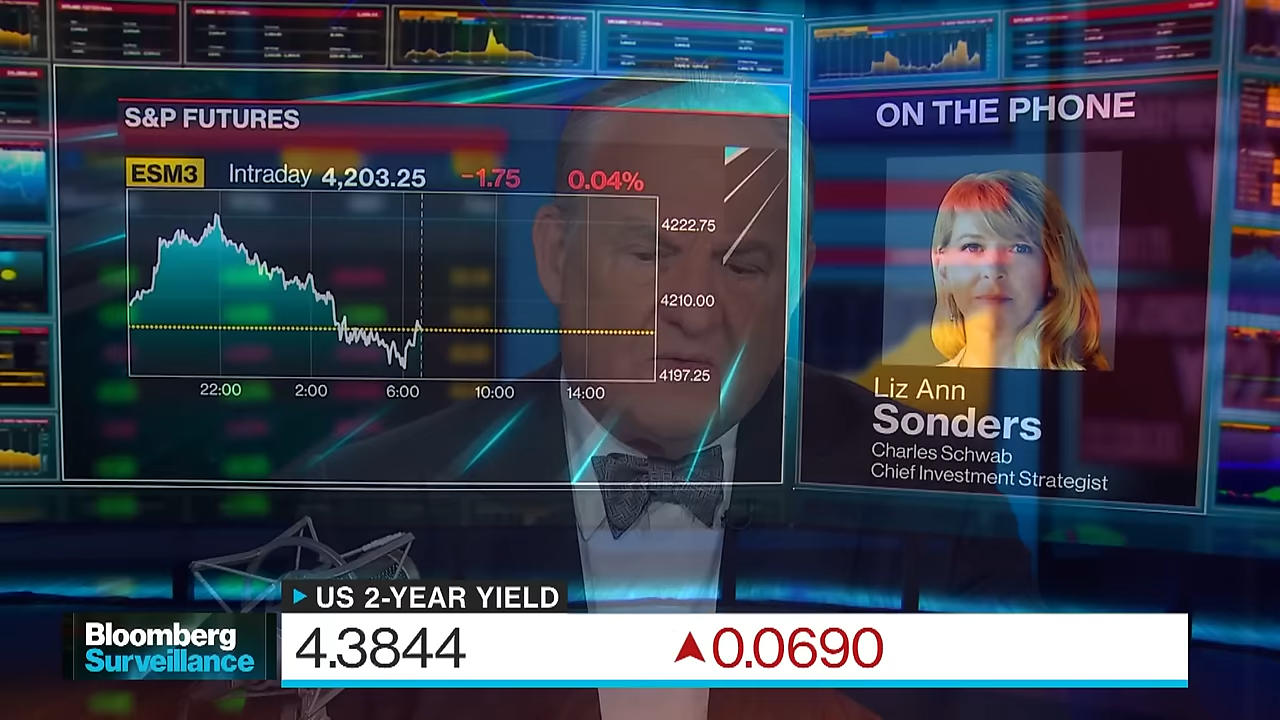 S&P FUTURES
ESM3 Intraday 4,203.25 -1.75 0.04%
4222.75
4210.00
4197.25
22:00 2:00 6:00 10:00 14:00
ON THE PHONE
Liz Ann
Sonders
Charles Schwab
Chief Investment Strategist
US 2-YEAR YIELD
Bloomberg
Surveillance
4.3844 0.0690